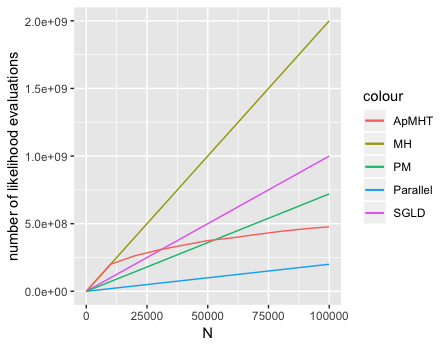 number of likelihood evaluations
2.0e+09
1.5e+09
1.0e+09
5.0e+08
0.0e+00
0
25000
50000
75000
100000
N
colour
ApMHT
MH
PM
Parallel
SGLD